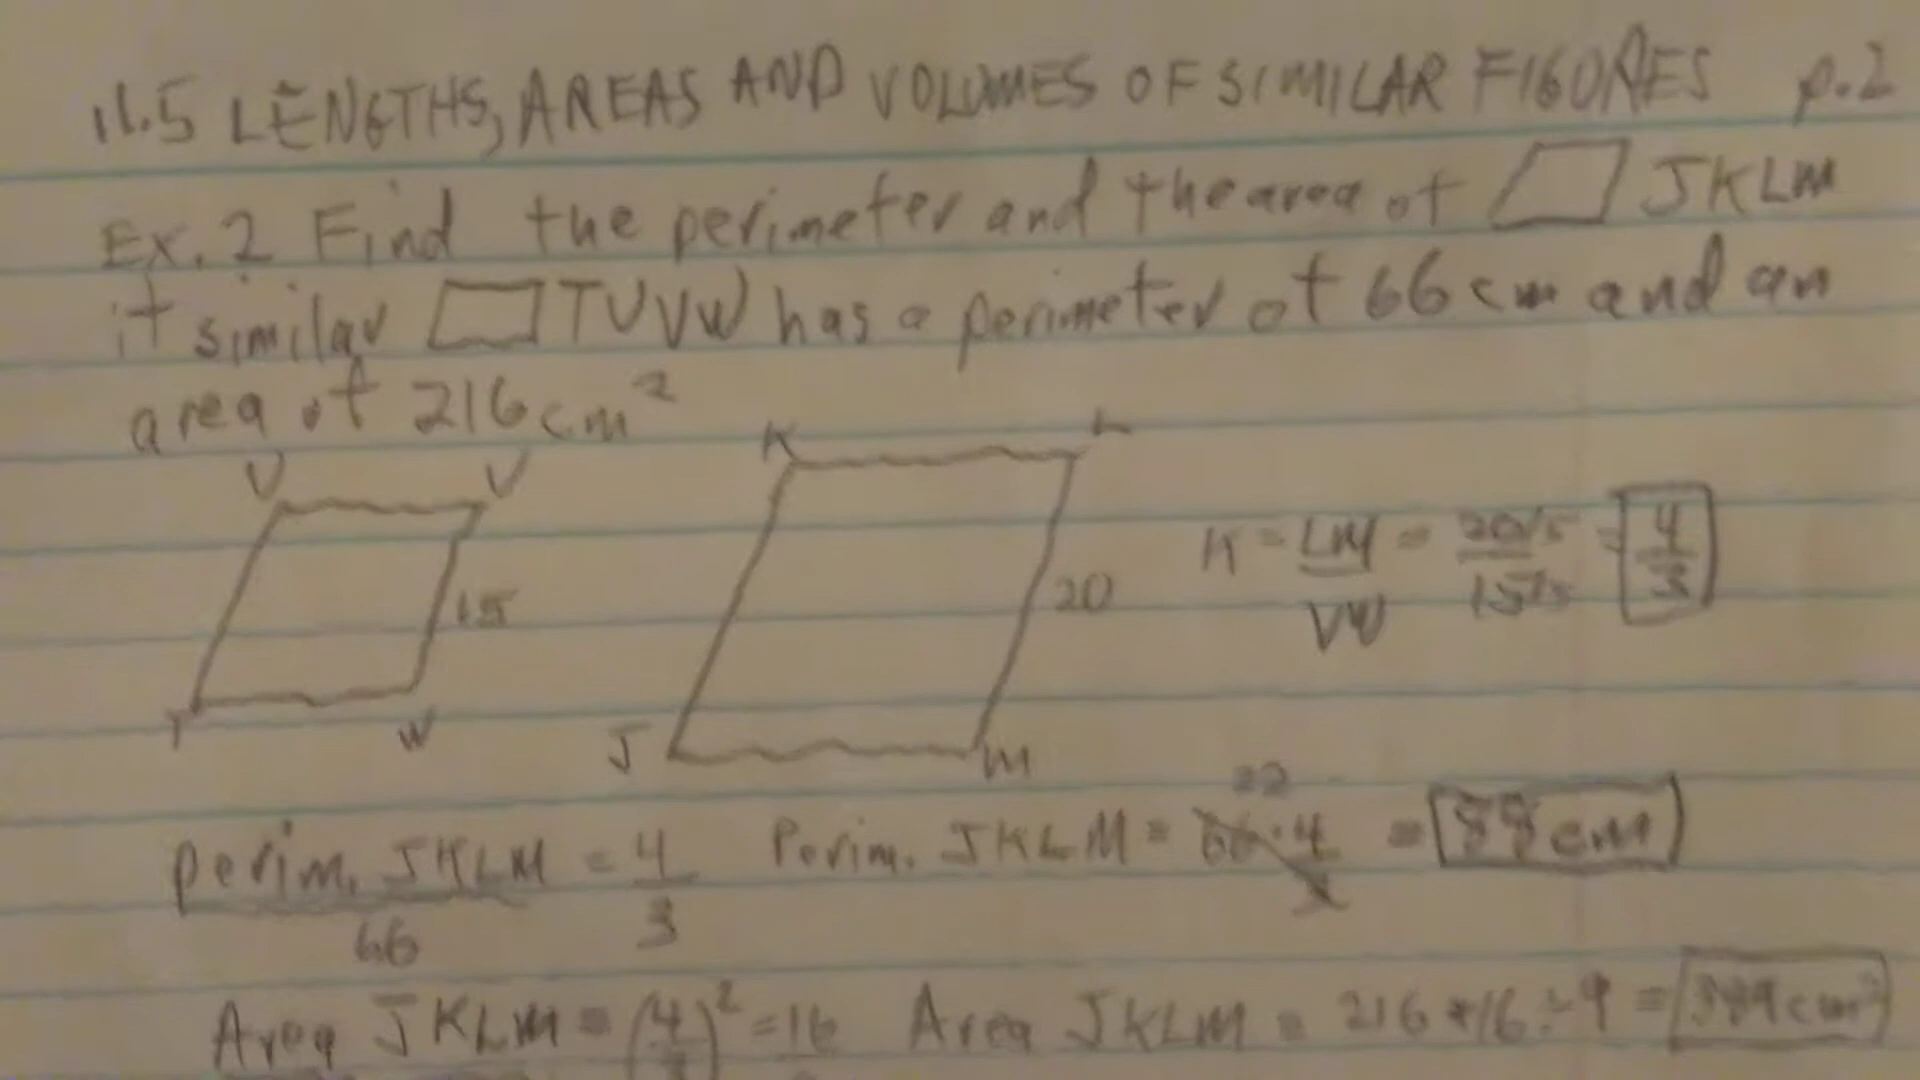 11.5 LENGTHS, AREAS AND VOLUMES OF SIMILAR FIGURES p.2
Ex. 2 Find the perimeter and the area of ▱ JKLM
if similar ▱ TUVW has a perimeter of 66 cm and an
area of 216 cm²
U V K L
15 20 K = LM/VW = 20/5 / 15/5 = 4/3
T W J M
22
Perim. JKLM / 66 = 4/3 Perim. JKLM = 66·4 / 3 = 88 cm
Area JKLM = (4/3)² = 16 Area JKLM = 216 * 16 ÷ 9 = 384 cm²